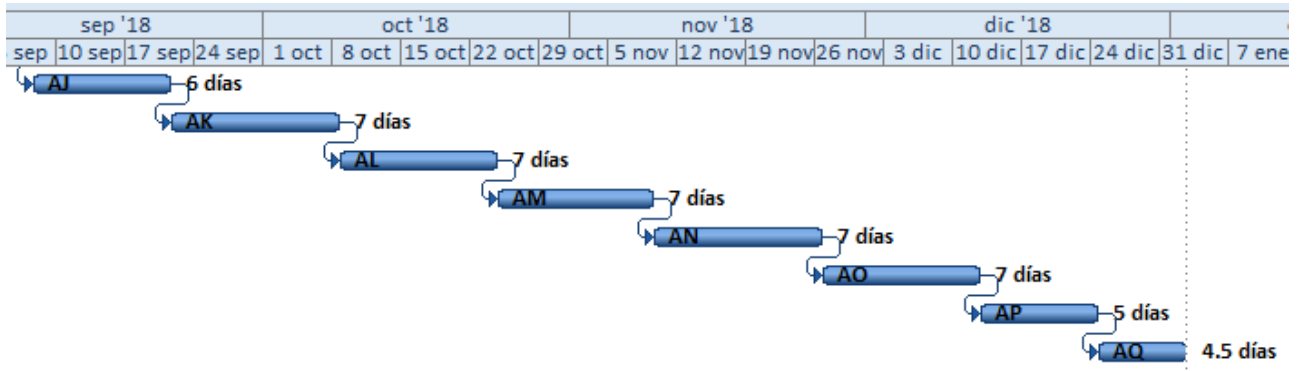 sep '18 oct '18 nov '18 dic '18
sep 10 sep 17 sep 24 sep 1 oct 8 oct 15 oct 22 oct 29 oct 5 nov 12 nov 19 nov 26 nov 3 dic 10 dic 17 dic 24 dic 31 dic 7 ene
AJ 6 días
AK 7 días
AL 7 días
AM 7 días
AN 7 días
AO 7 días
AP 5 días
AQ 4.5 días